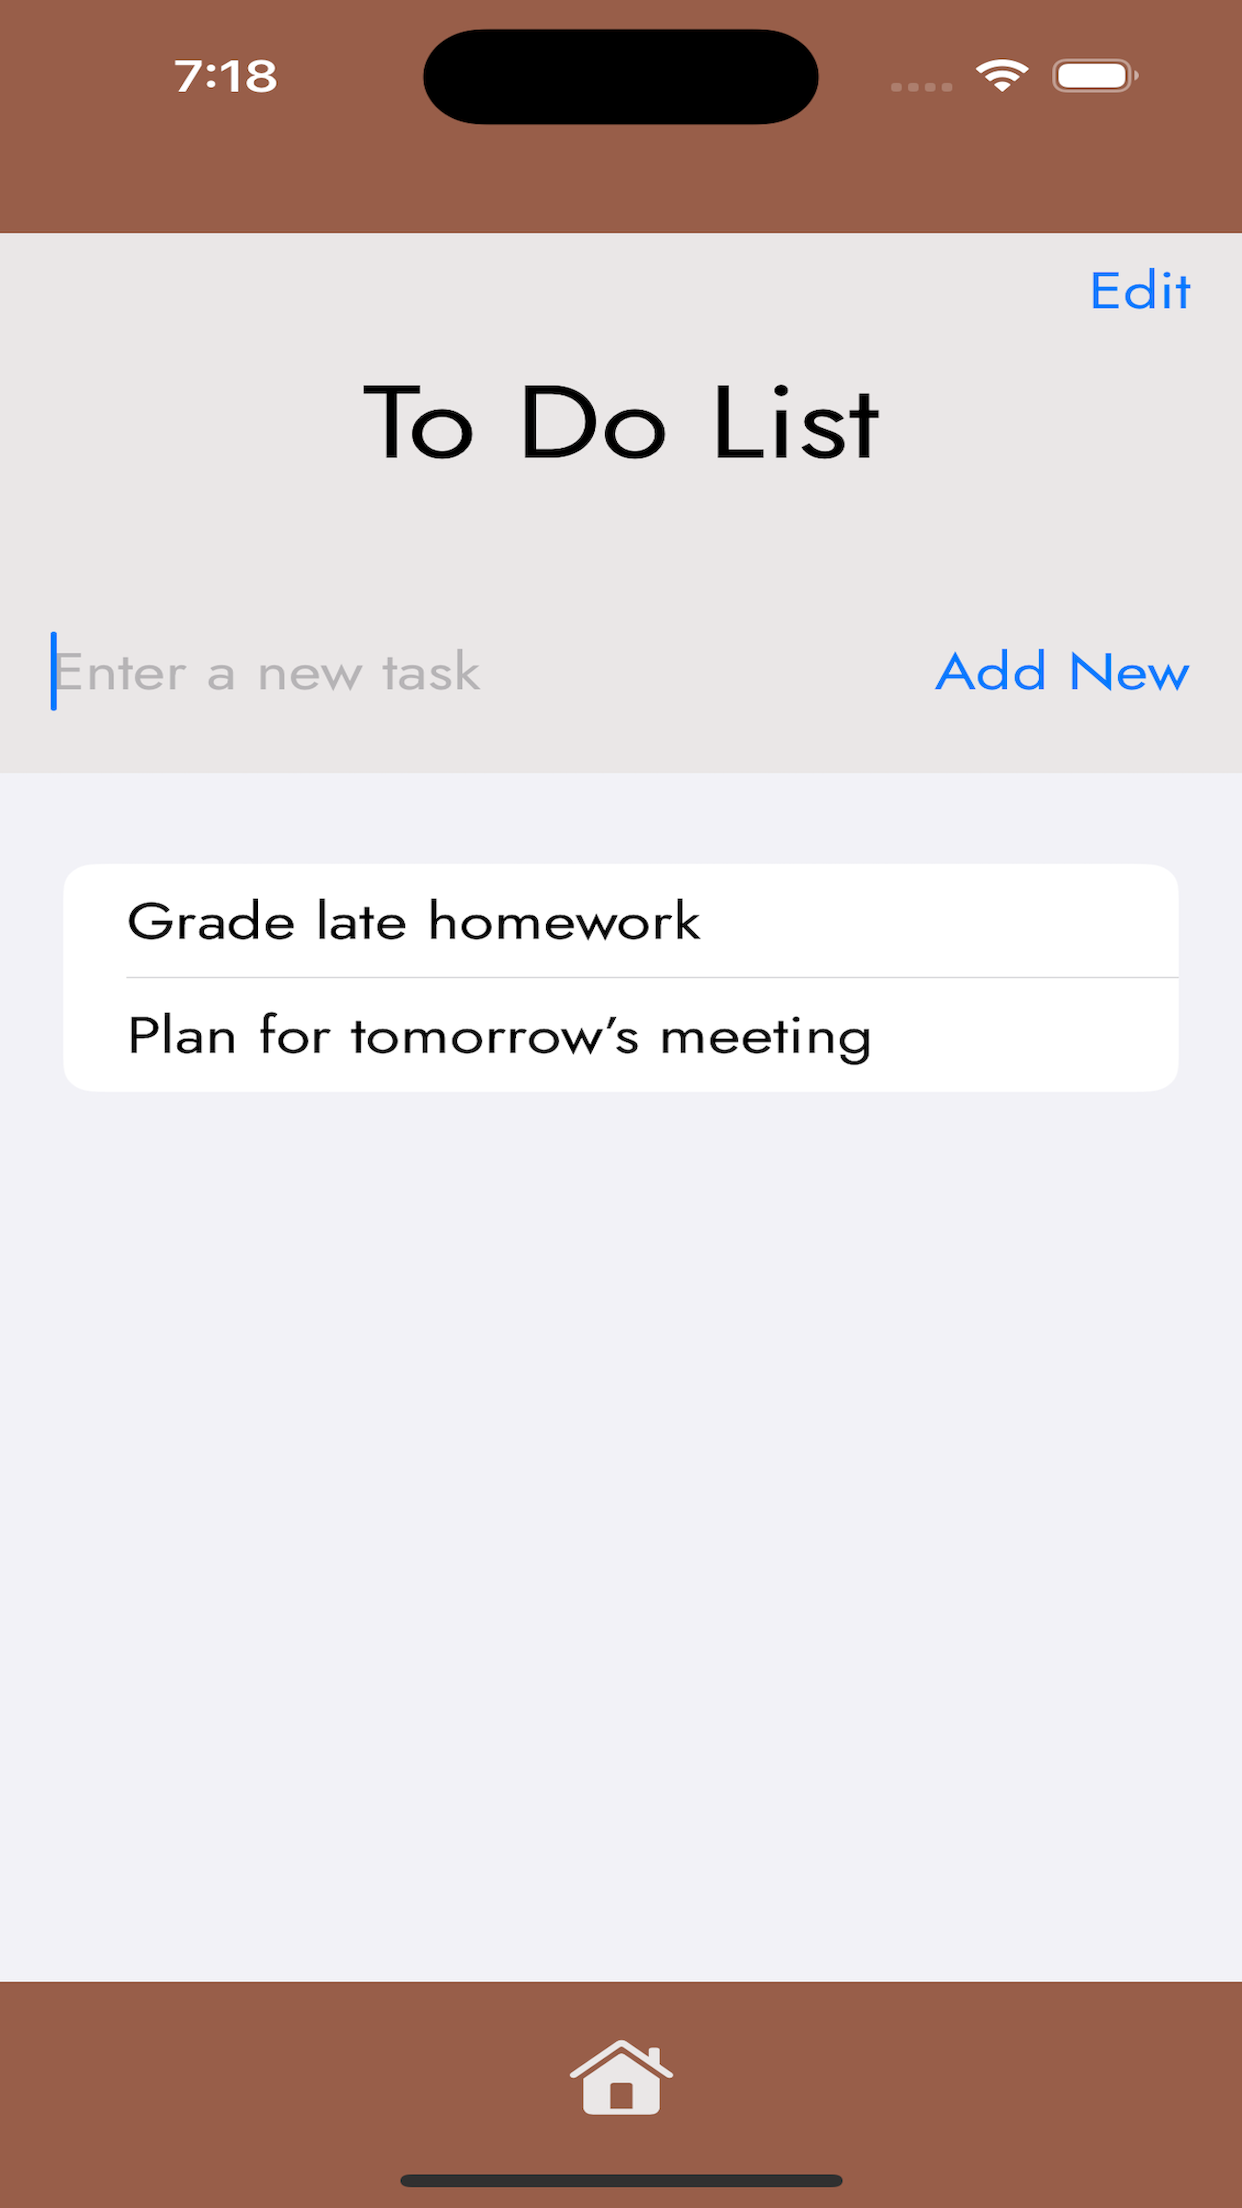 7:18
Edit
To Do List
Enter a new task
Add New
Grade late homework
Plan for tomorrow’s meeting